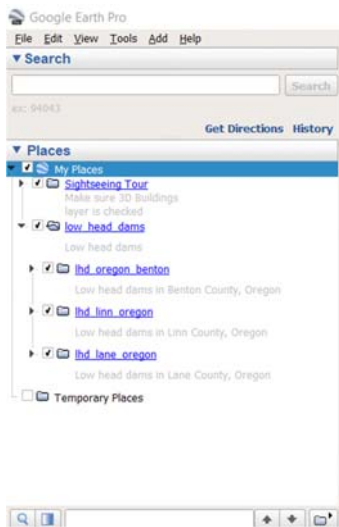 Google Earth Pro
File Edit View Tools Add Help
Search
Search
ex: 94043
Get Directions History
Places
My Places
Sightseeing Tour
Make sure 3D Buildings
layer is checked
low_head_dams
Low head dams
lhd_oregon_benton
Low head dams in Benton County, Oregon
lhd_linn_oregon
Low head dams in Linn County, Oregon
lhd_lane_oregon
Low head dams in Lane County, Oregon
Temporary Places